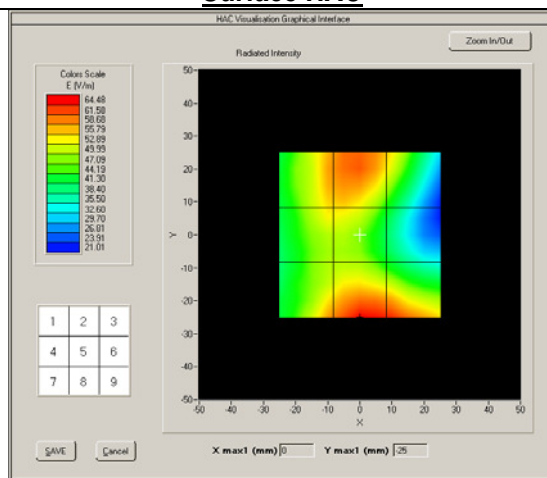 Surface HAC
HAC Visualisation Graphical Interface
Zoom In/Out
Radiated Intensity
Colors Scale
E (V/m)
64.48
61.58
58.68
55.79
52.89
49.99
47.09
44.19
41.30
38.40
35.50
32.60
29.70
26.81
23.91
21.01
50
40
30
20
10
0
-10
-20
-30
-40
-50
Y
-50 -40 -30 -20 -10 0 10 20 30 40 50
X
1 2 3
4 5 6
7 8 9
SAVE
Cancel
X max1 (mm) 0 Y max1 (mm) -25